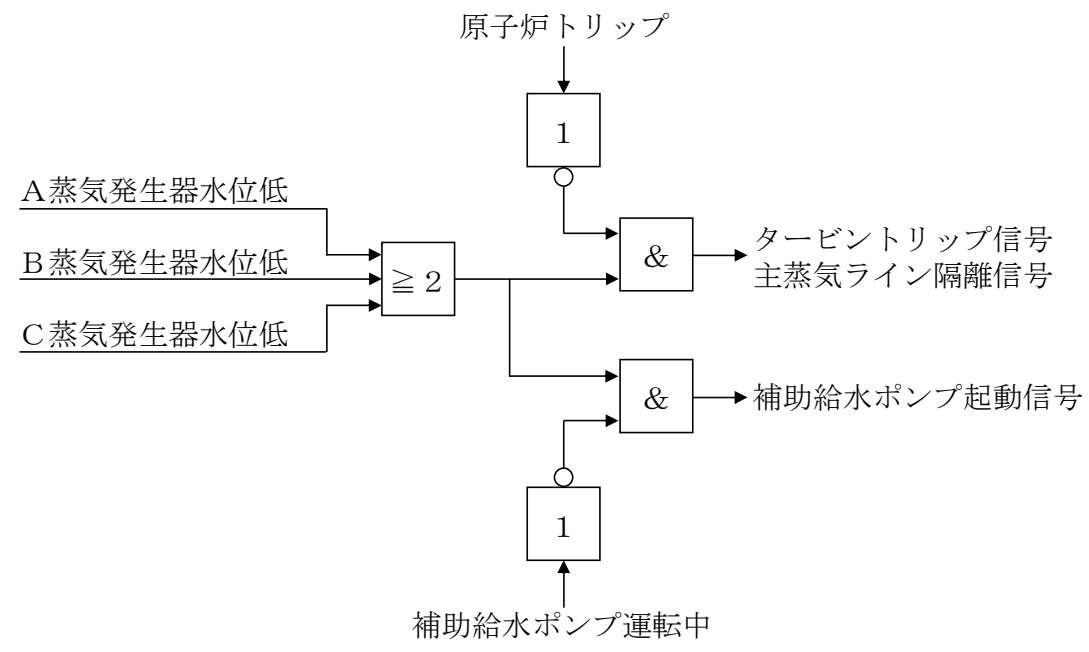 原子炉トリップ
1
A蒸気発生器水位低
B蒸気発生器水位低
C蒸気発生器水位低
≧2
&
タービントリップ信号
主蒸気ライン隔離信号
&
補助給水ポンプ起動信号
1
補助給水ポンプ運転中